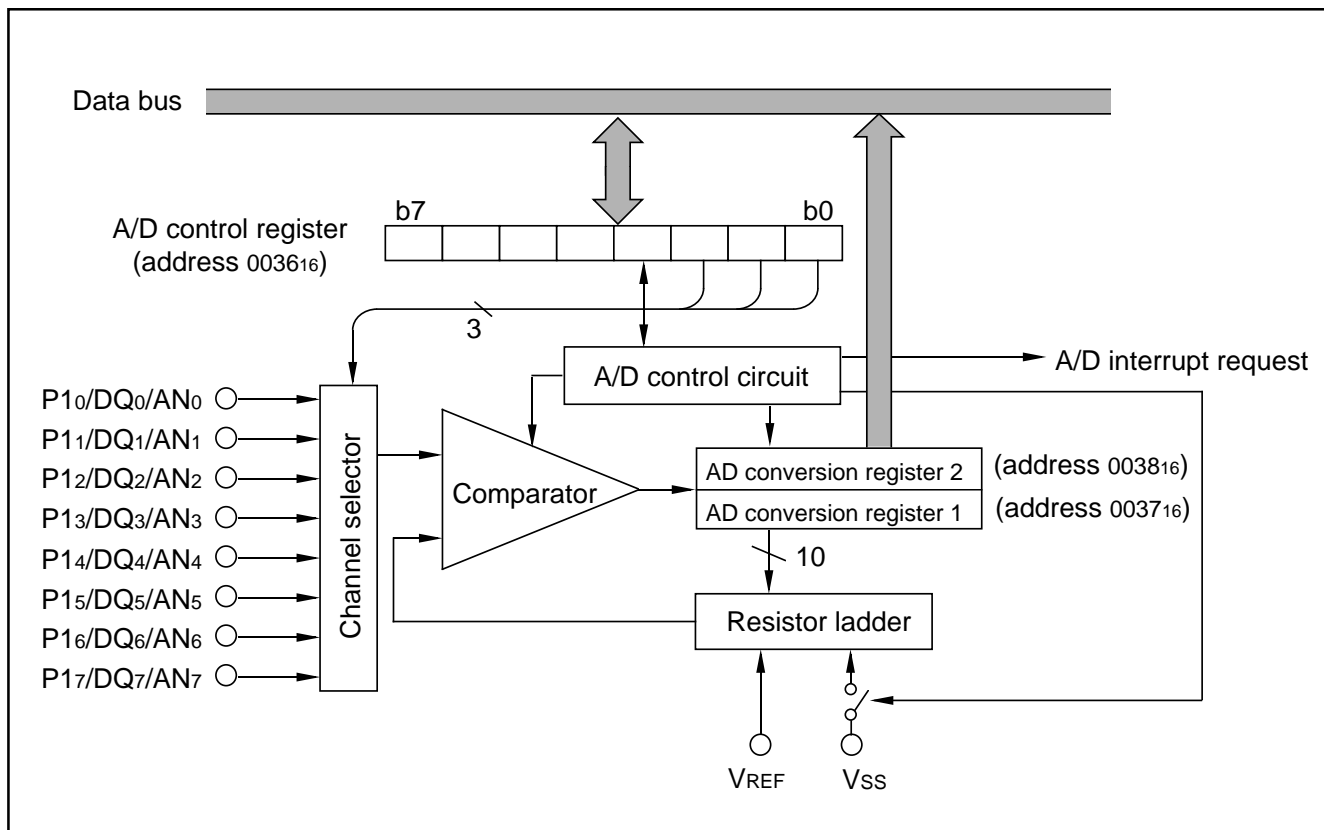 Data bus
b7
b0
A/D control register
(address 0036₁₆)
3
A/D control circuit
A/D interrupt request
P1₀/DQ₀/AN₀
P1₁/DQ₁/AN₁
P1₂/DQ₂/AN₂
P1₃/DQ₃/AN₃
P1₄/DQ₄/AN₄
P1₅/DQ₅/AN₅
P1₆/DQ₆/AN₆
P1₇/DQ₇/AN₇
Channel selector
Comparator
AD conversion register 2
(address 0038₁₆)
AD conversion register 1
(address 0037₁₆)
10
Resistor ladder
VREF
VSS